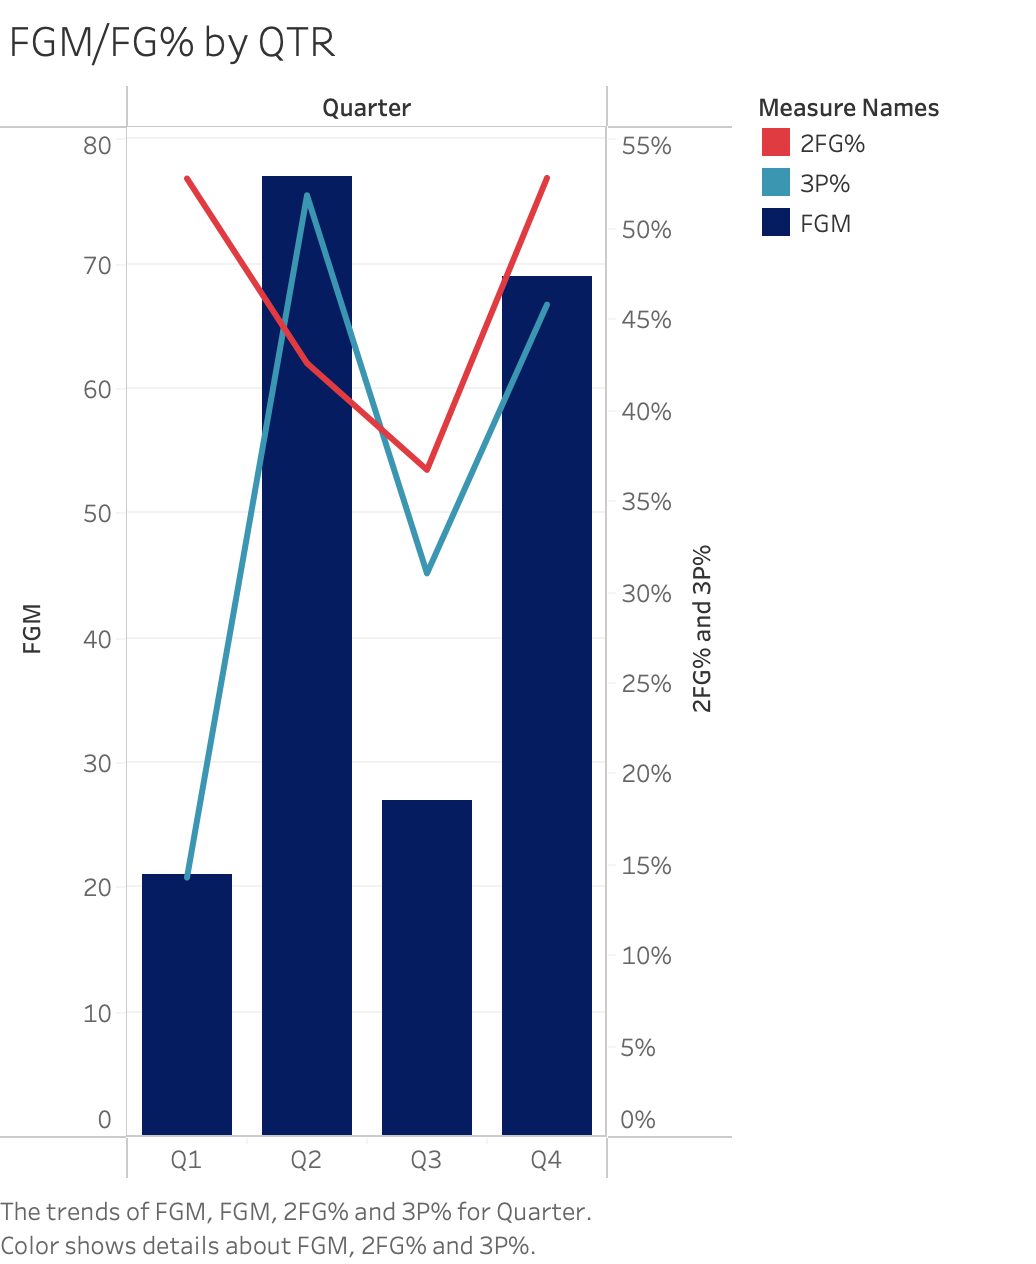 FGM/FG% by QTR
Quarter
Measure Names
2FG%
3P%
FGM
80
70
60
50
40
30
20
10
0
FGM
55%
50%
45%
40%
35%
30%
25%
20%
15%
10%
5%
0%
2FG% and 3P%
Q1 Q2 Q3 Q4
The trends of FGM, FGM, 2FG% and 3P% for Quarter.
Color shows details about FGM, 2FG% and 3P%.